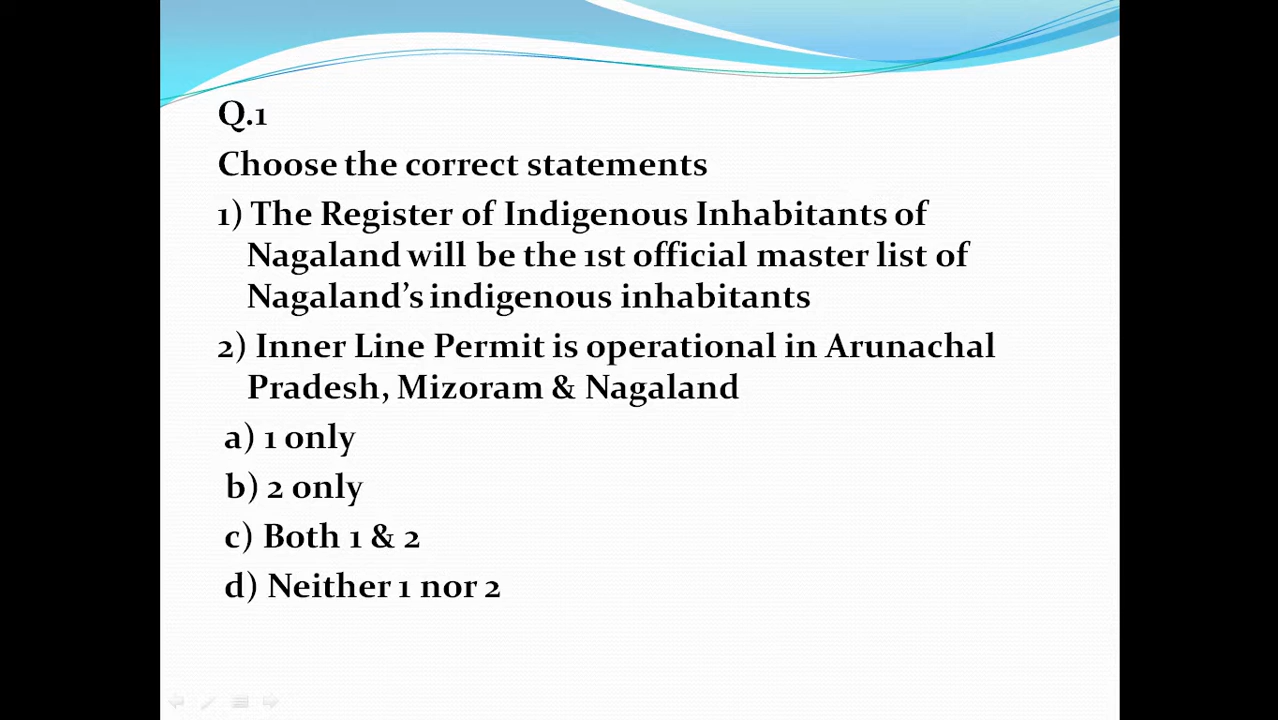 Q.1
Choose the correct statements
1) The Register of Indigenous Inhabitants of
Nagaland will be the 1st official master list of
Nagaland’s indigenous inhabitants
2) Inner Line Permit is operational in Arunachal
Pradesh, Mizoram & Nagaland
a) 1 only
b) 2 only
c) Both 1 & 2
d) Neither 1 nor 2